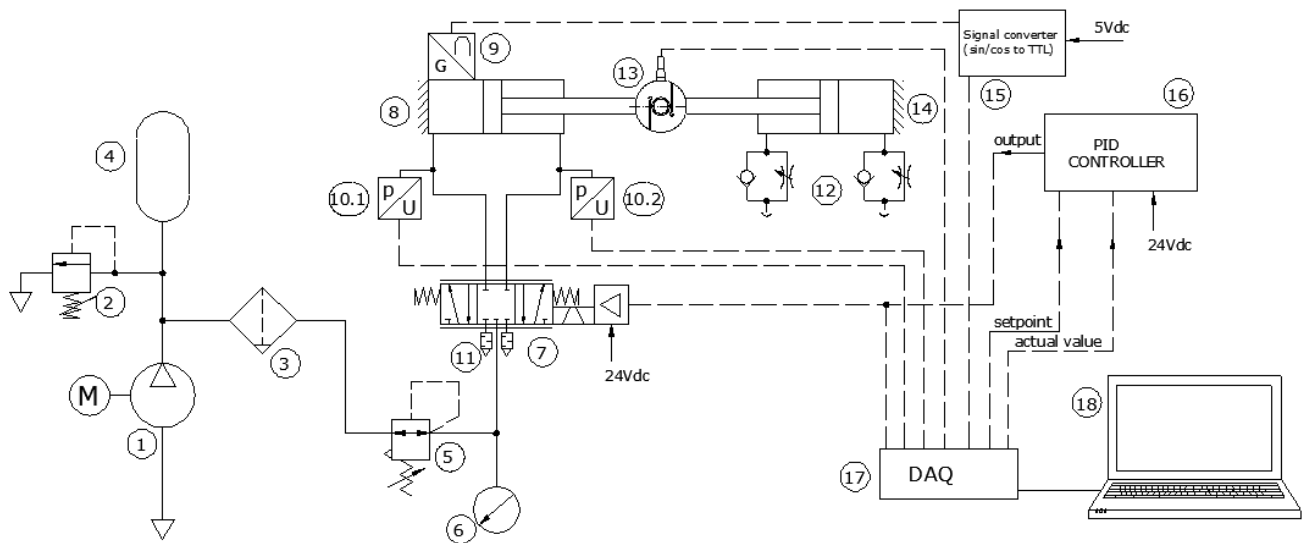 9
G
8
13
14
Signal converter
(sin/cos to TTL)
5Vdc
15
16
PID
CONTROLLER
output
24Vdc
4
10.1
p
U
p
U
10.2
12
2
3
11
7
24Vdc
setpoint
actual value
M
1
5
6
17
DAQ
18